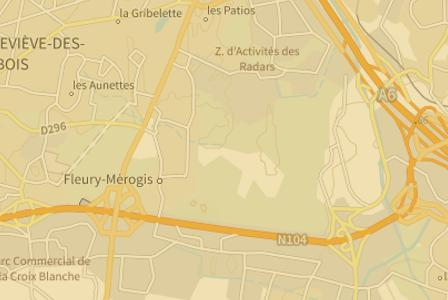 la Gribelette
les Patios
EVIÈVE-DES-
BOIS
Z. d'Activités des
Radars
les Aunettes
A6
D296
Fleury-Mérogis
N104
rc Commercial de
la Croix Blanche